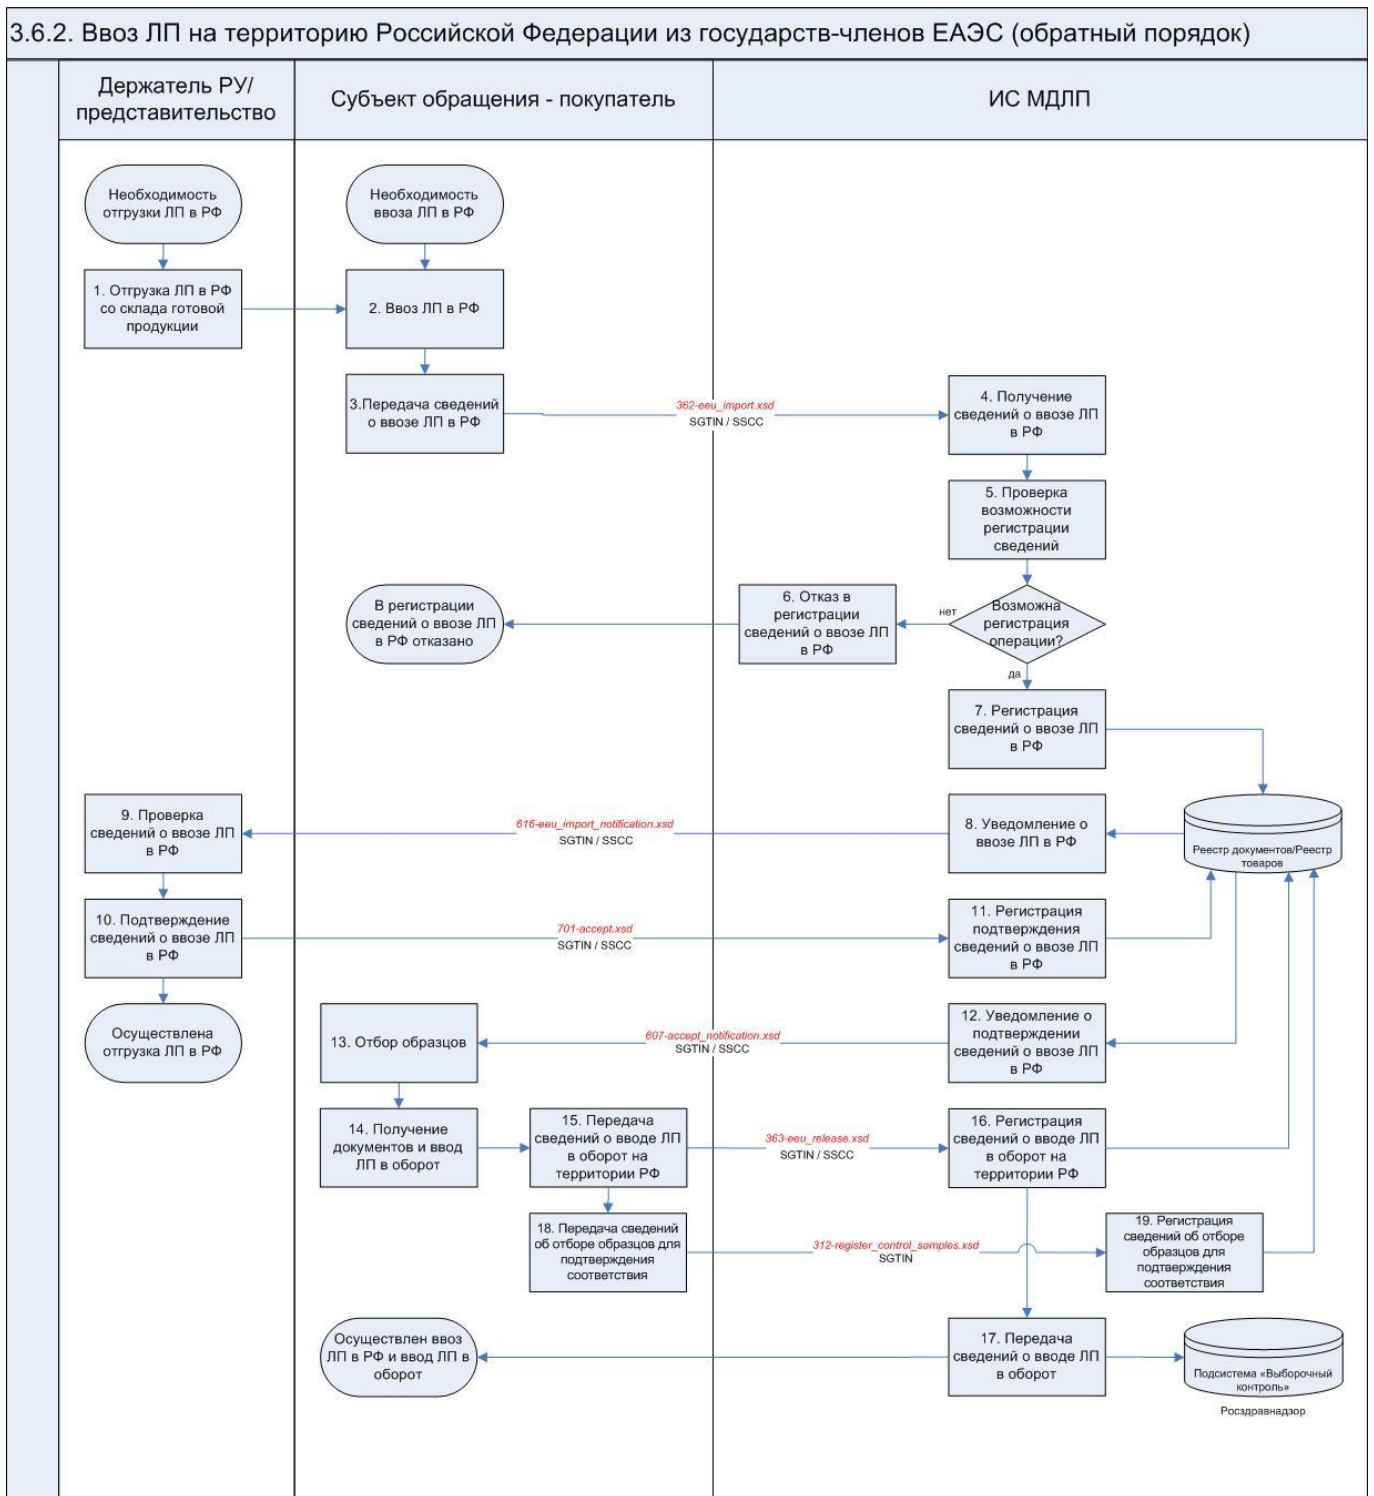 3.6.2. Ввоз ЛП на территорию Российской Федерации из государств-членов ЕАЭС (обратный порядок)
Держатель РУ/
представительство
Субъект обращения - покупатель
ИС МДЛП
Необходимость
отгрузки ЛП в РФ
Необходимость
ввоза ЛП в РФ
1. Отгрузка ЛП в РФ
со склада готовой
продукции
2. Ввоз ЛП в РФ
3.Передача сведений
о ввозе ЛП в РФ
362-eeu_import.xsd
SGTIN / SSCC
4. Получение
сведений о ввозе ЛП
в РФ
5. Проверка
возможности
регистрации
сведений
В регистрации
сведений о ввозе ЛП
в РФ отказано
6. Отказ в
регистрации
сведений о ввозе ЛП
в РФ
нет
Возможна
регистрация
операции?
да
7. Регистрация
сведений о ввозе ЛП
в РФ
9. Проверка
сведений о ввозе ЛП
в РФ
616-eeu_import_notification.xsd
SGTIN / SSCC
8. Уведомление о
ввозе ЛП в РФ
Реестр документов/Реестр
товаров
10. Подтверждение
сведений о ввозе ЛП
в РФ
701-accept.xsd
SGTIN / SSCC
11. Регистрация
подтверждения
сведений о ввозе ЛП
в РФ
Осуществлена
отгрузка ЛП в РФ
13. Отбор образцов
607-accept_notification.xsd
SGTIN / SSCC
12. Уведомление о
подтверждении
сведений о ввозе ЛП
в РФ
14. Получение
документов и ввод
ЛП в оборот
15. Передача
сведений о вводе ЛП
в оборот на
территории РФ
363-eeu_release.xsd
SGTIN / SSCC
16. Регистрация
сведений о вводе ЛП
в оборот на
территории РФ
18. Передача сведений
об отборе образцов для
подтверждения
соответствия
312-register_control_samples.xsd
SGTIN
19. Регистрация
сведений об отборе
образцов для
подтверждения
соответствия
Осуществлен ввоз
ЛП в РФ и ввод ЛП в
оборот
17. Передача
сведений о вводе ЛП
в оборот
Подсистема «Выборочный
контроль»
Росздравнадзор